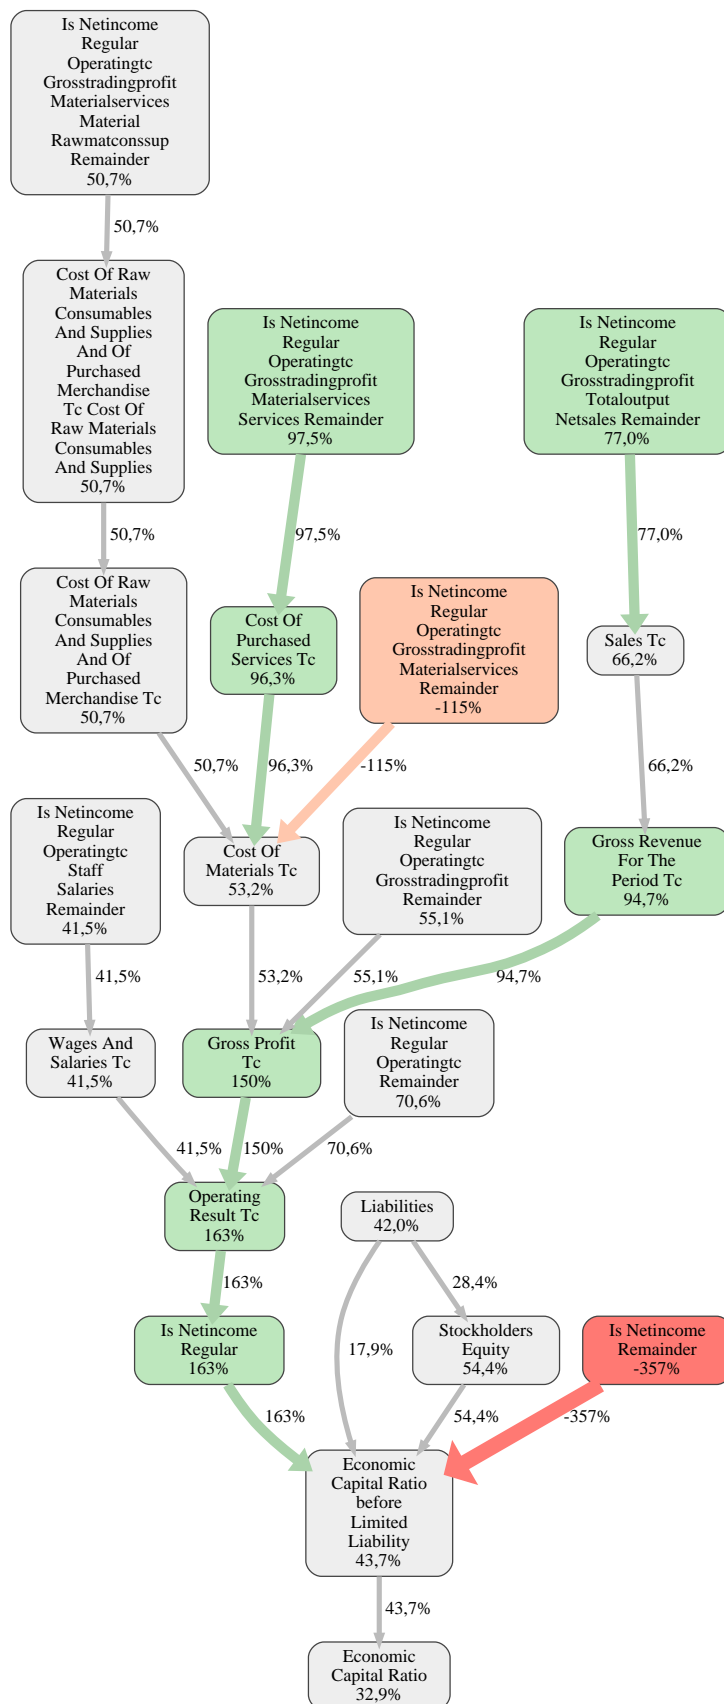 Is Netincome
Regular
Operatingtc
Grosstradingprofit
Materialservices
Material
Rawmatconssup
Remainder
50,7%
50,7%
Cost Of Raw
Materials
Consumables
And Supplies
And Of
Purchased
Merchandise
Tc Cost Of
Raw Materials
Consumables
And Supplies
50,7%
Is Netincome
Regular
Operatingtc
Grosstradingprofit
Materialservices
Services Remainder
97,5%
Is Netincome
Regular
Operatingtc
Grosstradingprofit
Totaloutput
Netsales Remainder
77,0%
50,7%
97,5%
77,0%
Cost Of Raw
Materials
Consumables
And Supplies
And Of
Purchased
Merchandise Tc
50,7%
Cost Of
Purchased
Services Tc
96,3%
Is Netincome
Regular
Operatingtc
Grosstradingprofit
Materialservices
Remainder
-115%
Sales Tc
66,2%
50,7%
96,3%
-115%
66,2%
Is Netincome
Regular
Operatingtc
Staff
Salaries
Remainder
41,5%
Cost Of
Materials Tc
53,2%
Is Netincome
Regular
Operatingtc
Grosstradingprofit
Remainder
55,1%
Gross Revenue
For The
Period Tc
94,7%
41,5%
53,2%
55,1%
94,7%
Wages And
Salaries Tc
41,5%
Gross Profit
Tc
150%
Is Netincome
Regular
Operatingtc
Remainder
70,6%
41,5%
150%
70,6%
Operating
Result Tc
163%
Liabilities
42,0%
163%
28,4%
Is Netincome
Regular
163%
17,9%
Stockholders
Equity
54,4%
Is Netincome
Remainder
-357%
163%
54,4%
-357%
Economic
Capital Ratio
before
Limited
Liability
43,7%
43,7%
Economic
Capital Ratio
32,9%